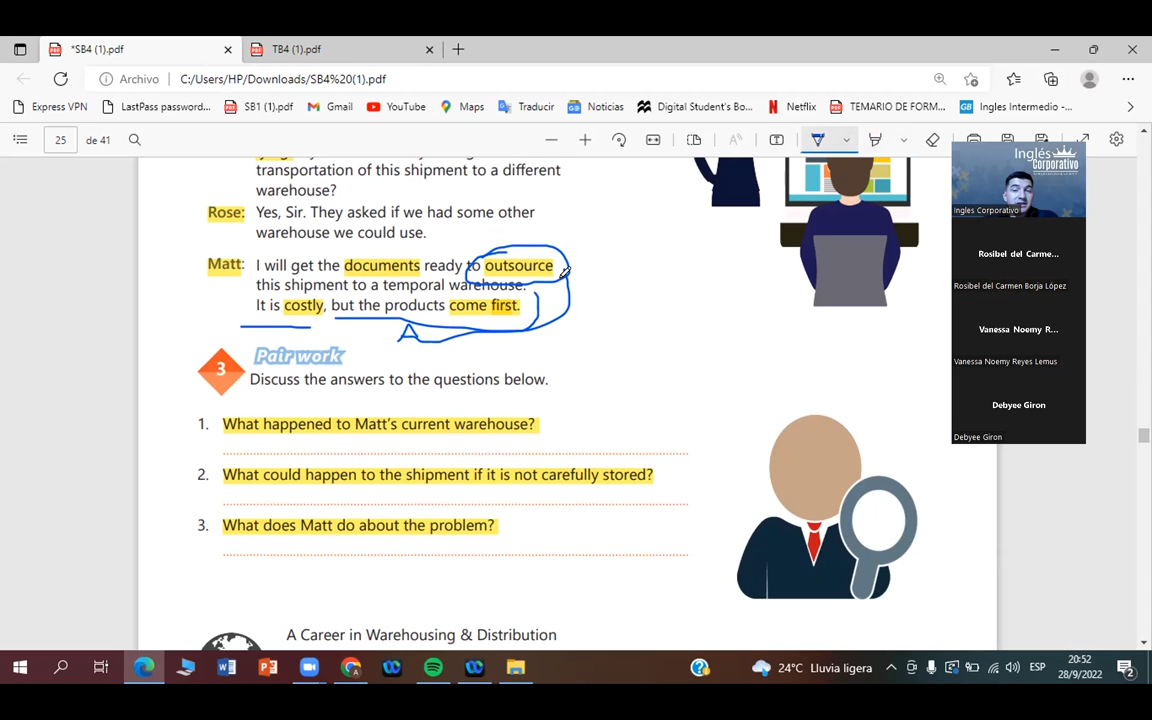 *SB4 (1).pdf
TB4 (1).pdf
Archivo
C:/Users/HP/Downloads/SB4%20(1).pdf
Express VPN
LastPass password...
SB1 (1).pdf
Gmail
YouTube
Maps
Traducir
Noticias
Digital Student's Bo...
Netflix
TEMARIO DE FORM...
Ingles Intermedio -...
25
de 41
transportation of this shipment to a different
warehouse?
Rose: Yes, Sir. They asked if we had some other
warehouse we could use.
Matt: I will get the documents ready to outsource
this shipment to a temporal warehouse.
It is costly, but the products come first.
A
3
Pair work
Discuss the answers to the questions below.
1. What happened to Matt's current warehouse?
2. What could happen to the shipment if it is not carefully stored?
3. What does Matt do about the problem?
A Career in Warehousing & Distribution
Inglés
Corporativo
Ingles Corporativo
Rosibel del Carme...
Rosibel del Carmen Borja López
Vanessa Noemy R...
Vanessa Noemy Reyes Lemus
Debyee Giron
Debyee Giron
24°C Lluvia ligera
ESP
20:52
28/9/2022
2